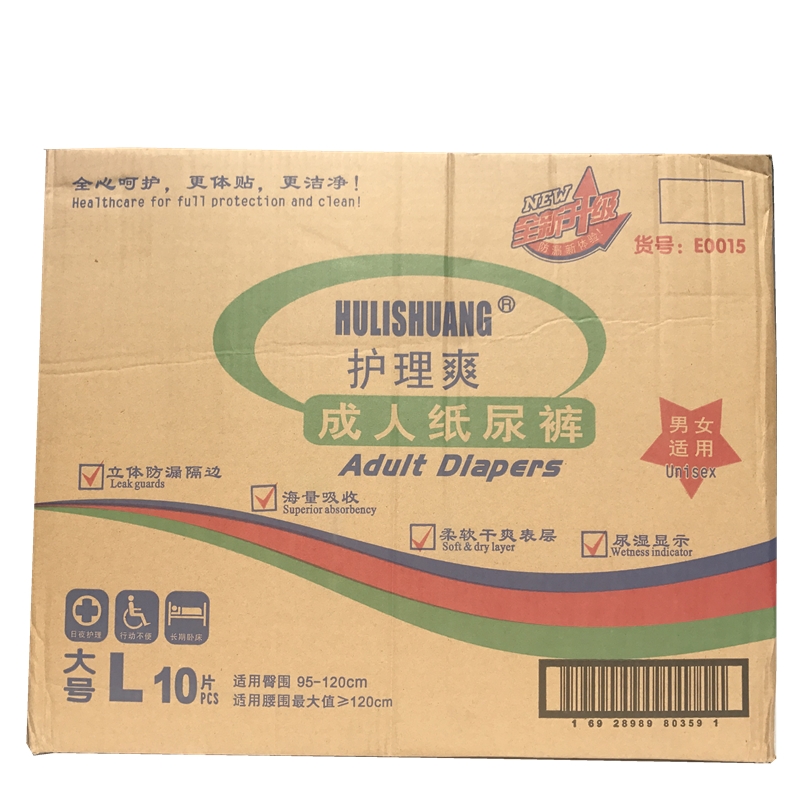 全心呵护，更体贴，更洁净！
Healthcare for full protection and clean!
NEW
全新升级
货号：E0015
HULISHUANG®
护理爽
成人纸尿裤
Adult Diapers
男女
适用
Unisex
立体防漏隔边
Leak guards
海量吸收
Superior absorbency
柔软干爽表层
Soft & dry layer
尿湿显示
Wetness indicator
日夜护理 行动不便 长期卧床
大号 L 10片 PCS
适用臀围 95-120cm
适用腰围最大值≥120cm
1 69 28989 80359 1